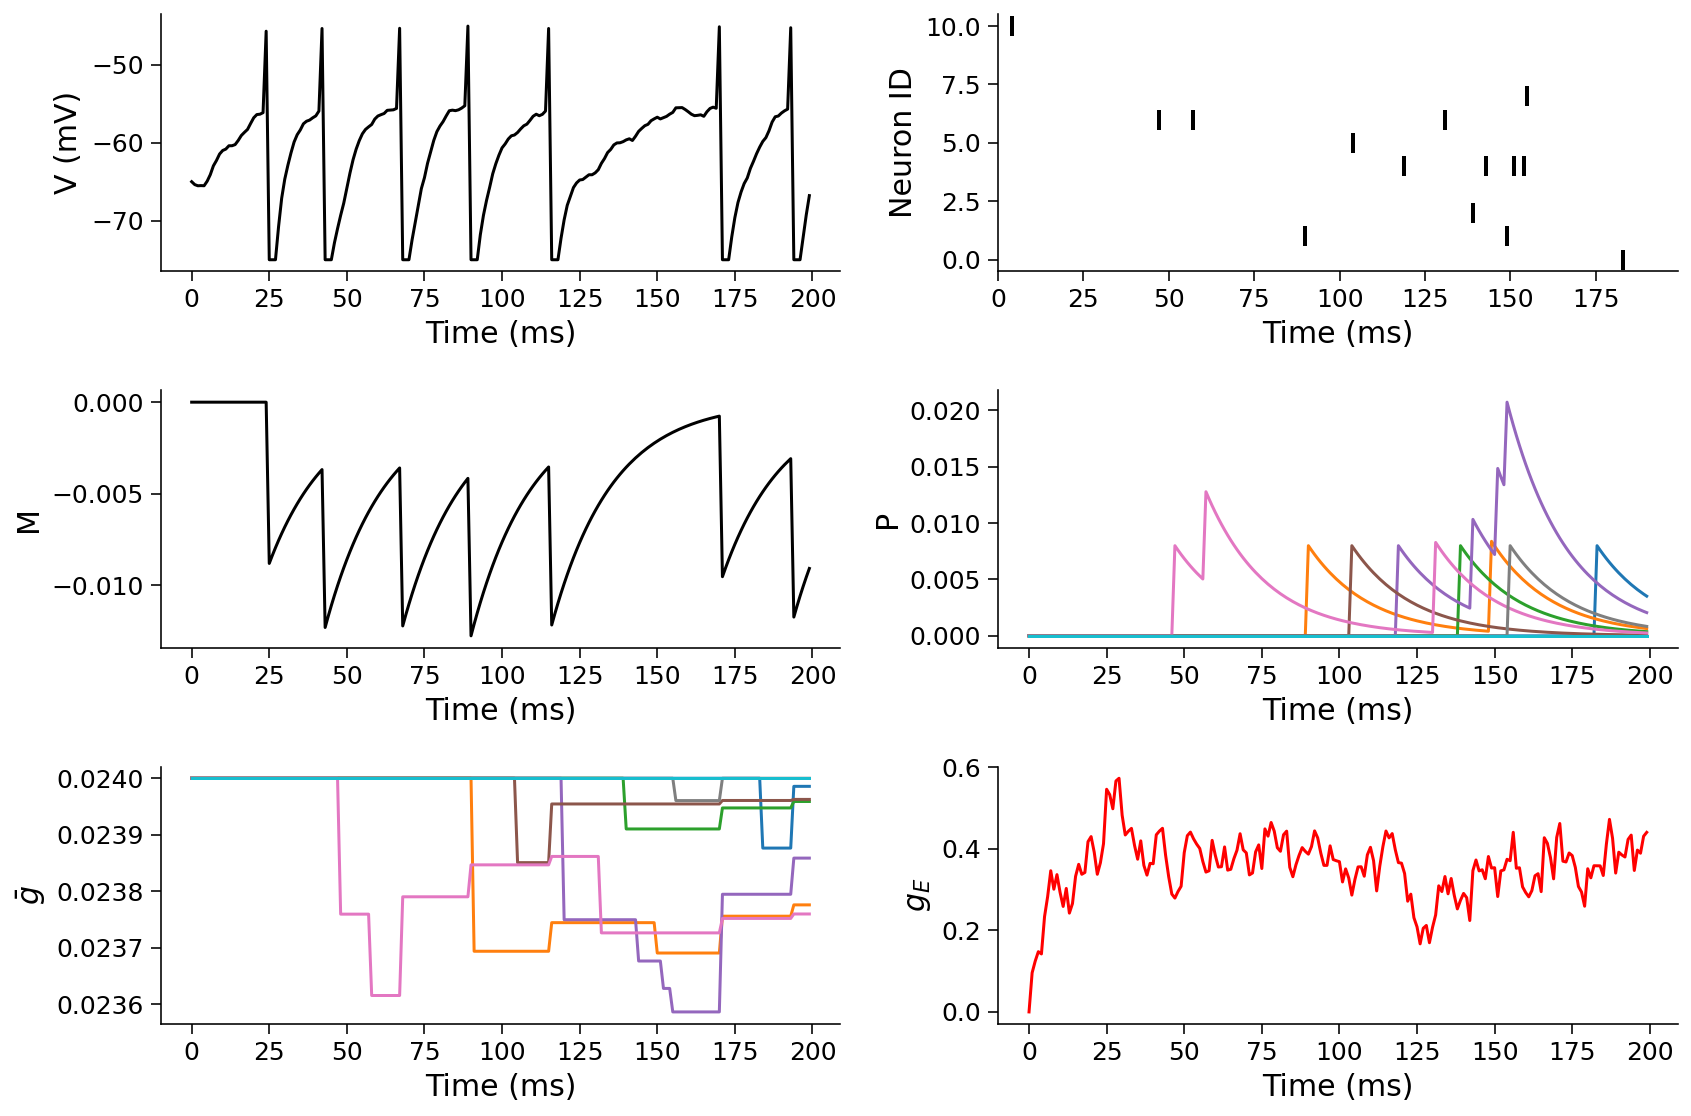 V (mV)
−50
−60
−70
0 25 50 75 100 125 150 175 200
Time (ms)
Neuron ID
10.0
7.5
5.0
2.5
0.0
0 25 50 75 100 125 150 175
Time (ms)
M
0.000
−0.005
−0.010
0 25 50 75 100 125 150 175 200
Time (ms)
P
0.020
0.015
0.010
0.005
0.000
0 25 50 75 100 125 150 175 200
Time (ms)
ḡ
0.0240
0.0239
0.0238
0.0237
0.0236
0 25 50 75 100 125 150 175 200
Time (ms)
g_E
0.6
0.4
0.2
0.0
0 25 50 75 100 125 150 175 200
Time (ms)